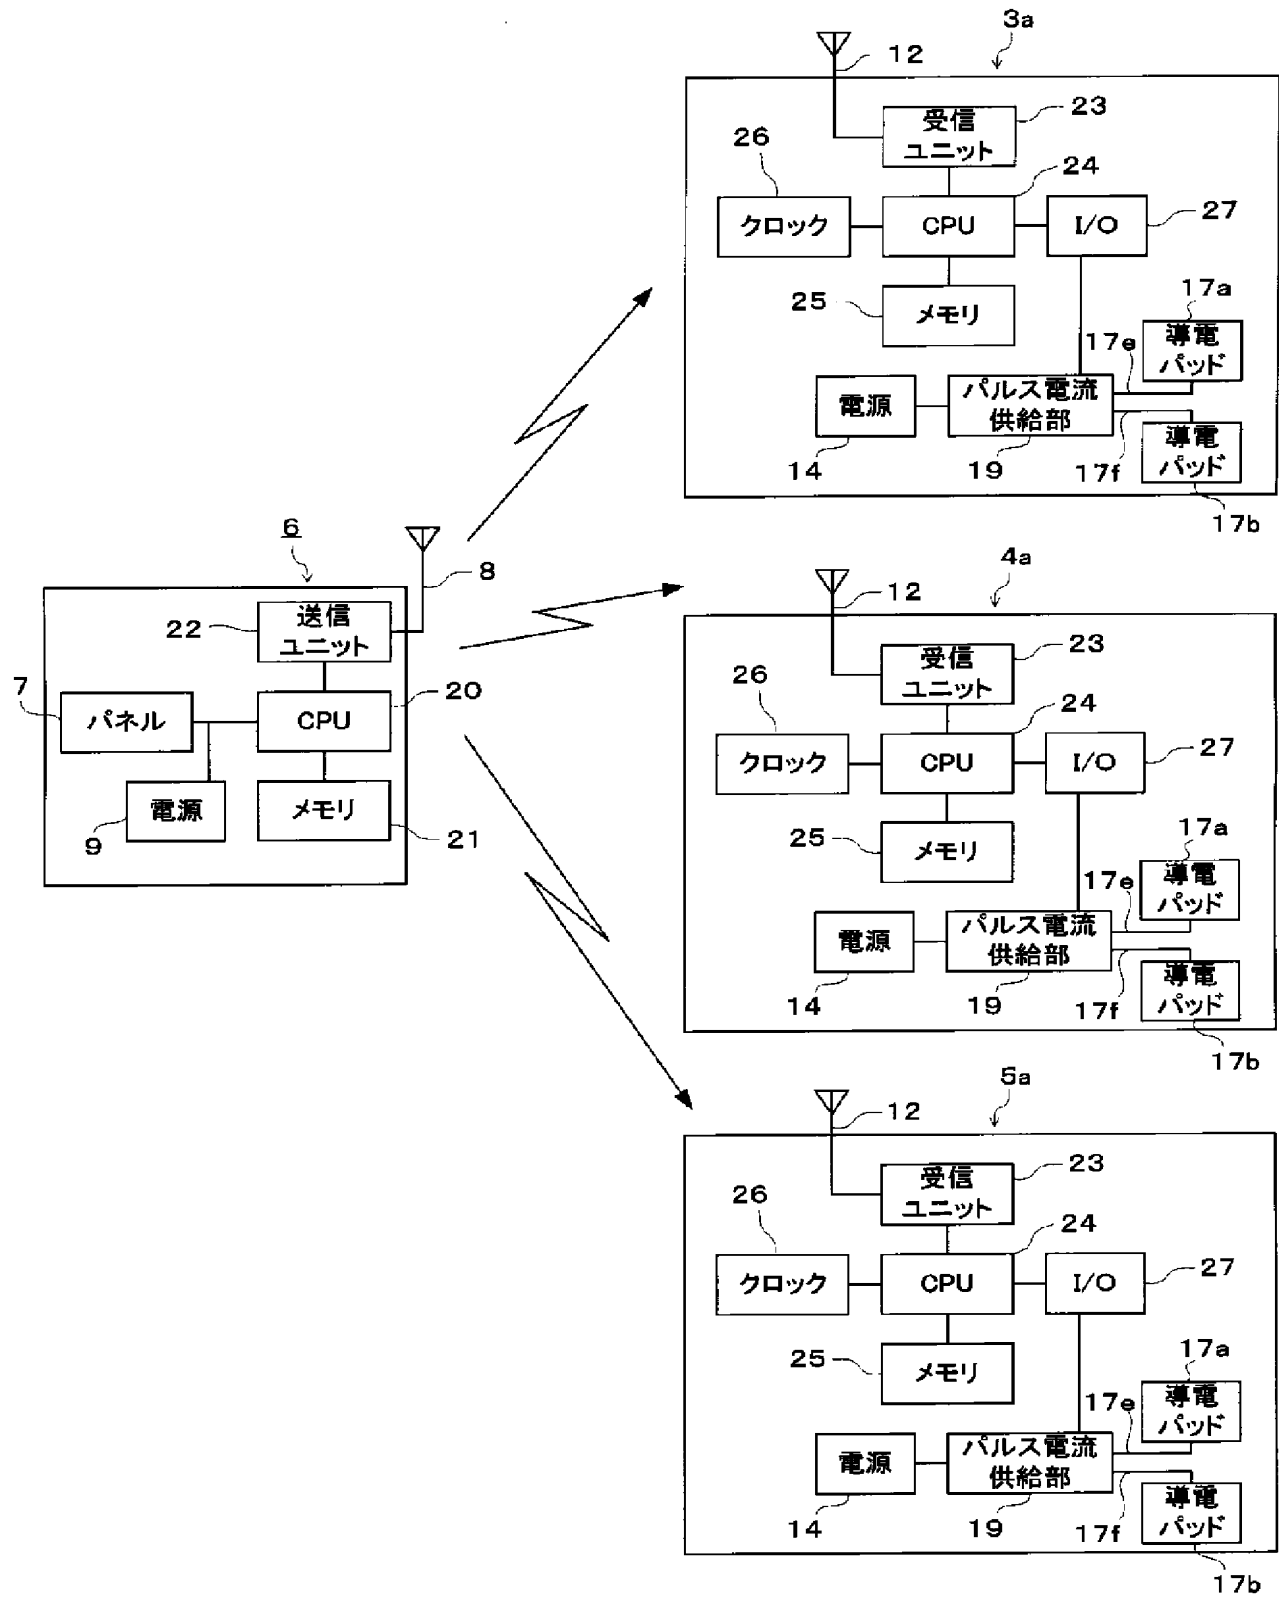 3a
12
受信
ユニット
23
26
24
クロック
CPU
I/O
27
25
メモリ
17a
導電
パッド
17e
電源
パルス電流
供給部
14
19
17f
導電
パッド
17b
6
8
送信
ユニット
22
7
パネル
CPU
20
電源
メモリ
9
21
4a
12
受信
ユニット
23
26
24
クロック
CPU
I/O
27
25
メモリ
17a
導電
パッド
17e
電源
パルス電流
供給部
14
19
17f
導電
パッド
17b
5a
12
受信
ユニット
23
26
24
クロック
CPU
I/O
27
25
メモリ
17a
導電
パッド
17e
電源
パルス電流
供給部
14
19
17f
導電
パッド
17b